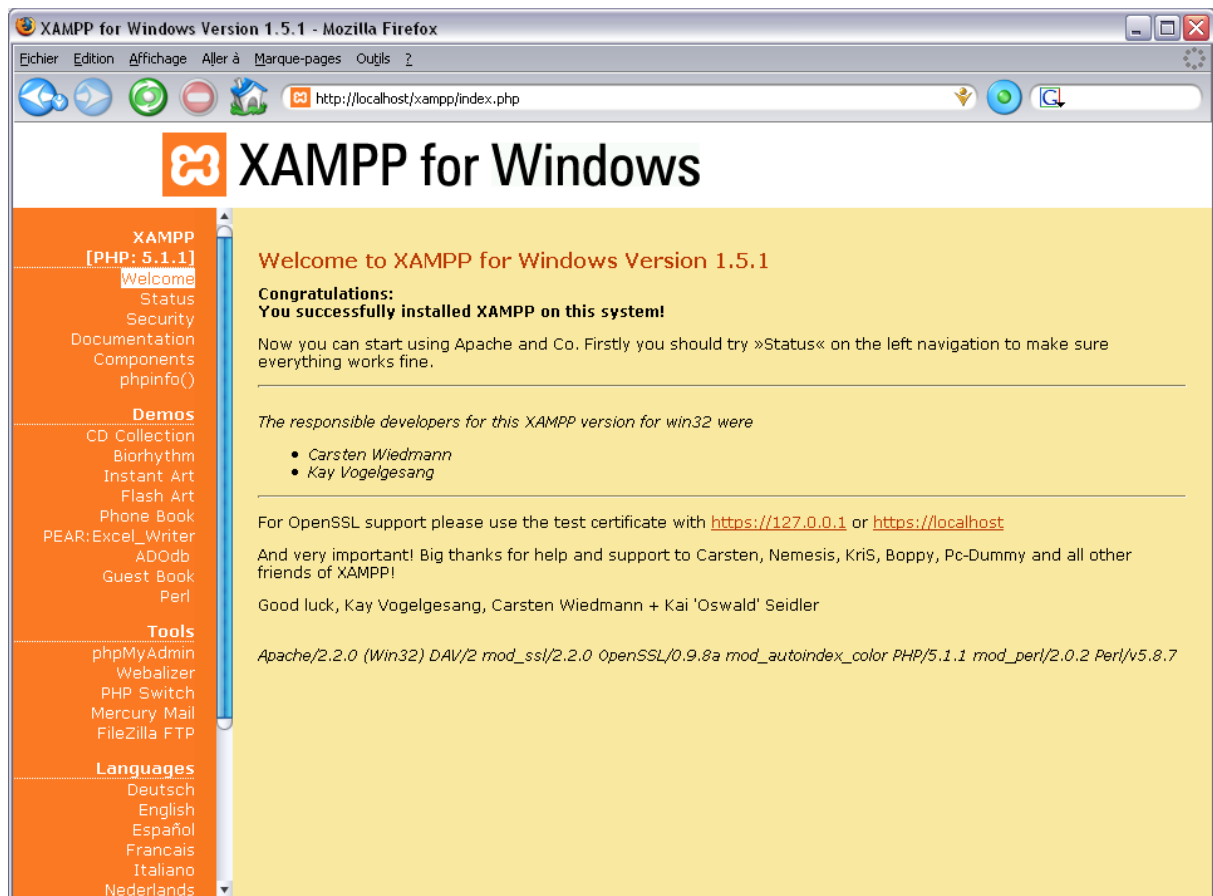 XAMPP for Windows Version 1.5.1 - Mozilla Firefox
Fichier Edition Affichage Aller à Marque-pages Outils ?
http://localhost/xampp/index.php
G
XAMPP for Windows
XAMPP
[PHP: 5.1.1]
Welcome
Status
Security
Documentation
Components
phpinfo()
Demos
CD Collection
Biorhythm
Instant Art
Flash Art
Phone Book
PEAR:Excel_Writer
ADOdb
Guest Book
Perl
Tools
phpMyAdmin
Webalizer
PHP Switch
Mercury Mail
FileZilla FTP
Languages
Deutsch
English
Español
Francais
Italiano
Nederlands
Welcome to XAMPP for Windows Version 1.5.1
Congratulations:
You successfully installed XAMPP on this system!
Now you can start using Apache and Co. Firstly you should try »Status« on the left navigation to make sure
everything works fine.
The responsible developers for this XAMPP version for win32 were
• Carsten Wiedmann
• Kay Vogelgesang
For OpenSSL support please use the test certificate with https://127.0.0.1 or https://localhost
And very important! Big thanks for help and support to Carsten, Nemesis, KriS, Boppy, Pc-Dummy and all other
friends of XAMPP!
Good luck, Kay Vogelgesang, Carsten Wiedmann + Kai 'Oswald' Seidler
Apache/2.2.0 (Win32) DAV/2 mod_ssl/2.2.0 OpenSSL/0.9.8a mod_autoindex_color PHP/5.1.1 mod_perl/2.0.2 Perl/v5.8.7